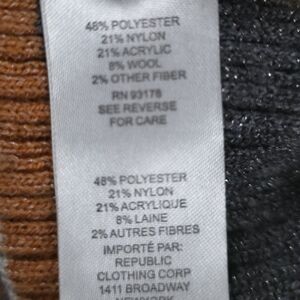 48% POLYESTER
21% NYLON
21% ACRYLIC
8% WOOL
2% OTHER FIBER
RN 93178
SEE REVERSE
FOR CARE
48% POLYESTER
21% NYLON
21% ACRYLIQUE
8% LAINE
2% AUTRES FIBRES
IMPORTÉ PAR:
REPUBLIC
CLOTHING CORP
1411 BROADWAY